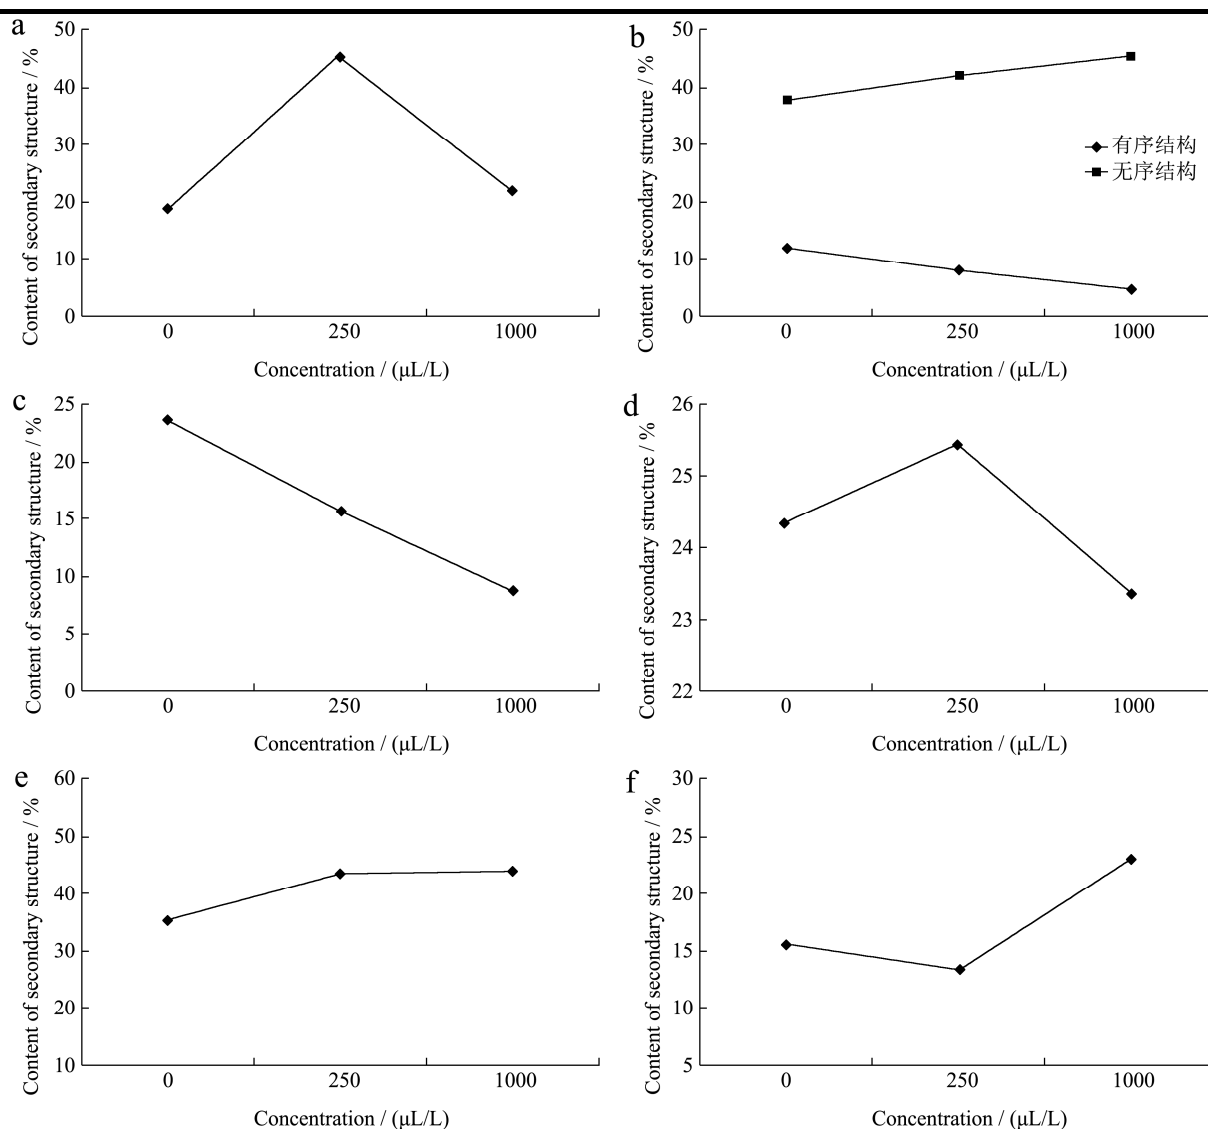 a
Content of secondary structure / %
50
40
30
20
10
0
0 250 1000
Concentration / (μL/L)
b
Content of secondary structure / %
50
40
30
20
10
0
有序结构
无序结构
0 250 1000
Concentration / (μL/L)
c
Content of secondary structure / %
25
20
15
10
5
0
0 250 1000
Concentration / (μL/L)
d
Content of secondary structure / %
26
25
24
23
22
0 250 1000
Concentration / (μL/L)
e
Content of secondary structure / %
60
50
40
30
20
10
0 250 1000
Concentration / (μL/L)
f
Content of secondary structure / %
30
25
20
15
10
5
0 250 1000
Concentration / (μL/L)